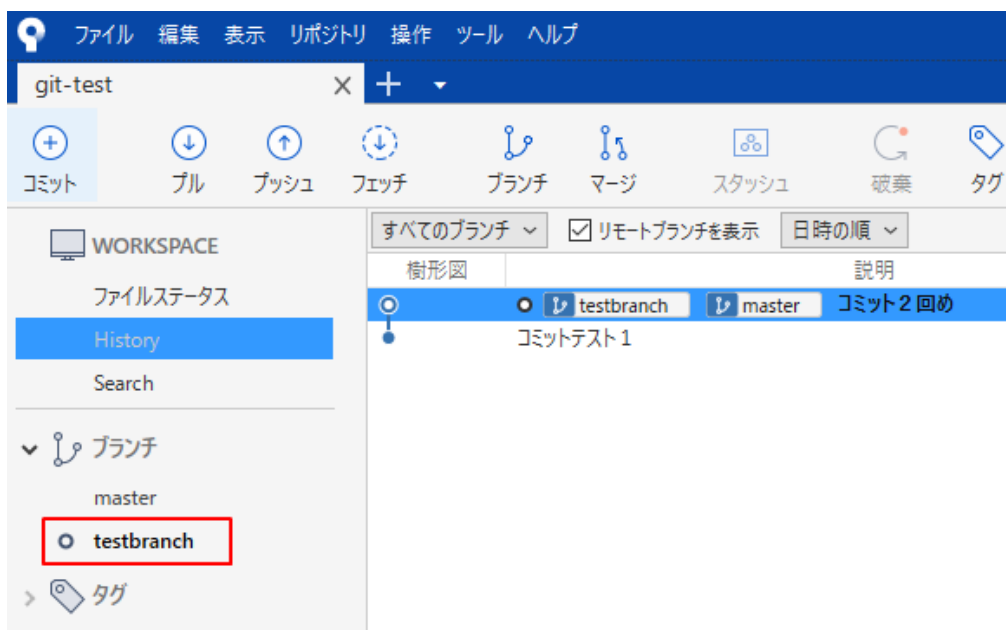 ファイル 編集 表示 リポジトリ 操作 ツール ヘルプ
git-test
コミット プル プッシュ フェッチ ブランチ マージ スタッシュ 破棄 タグ
WORKSPACE
ファイルステータス
History
Search
ブランチ
master
testbranch
タグ
すべてのブランチ リモートブランチを表示 日時の順
樹形図 説明
testbranch master コミット２回め
コミットテスト１